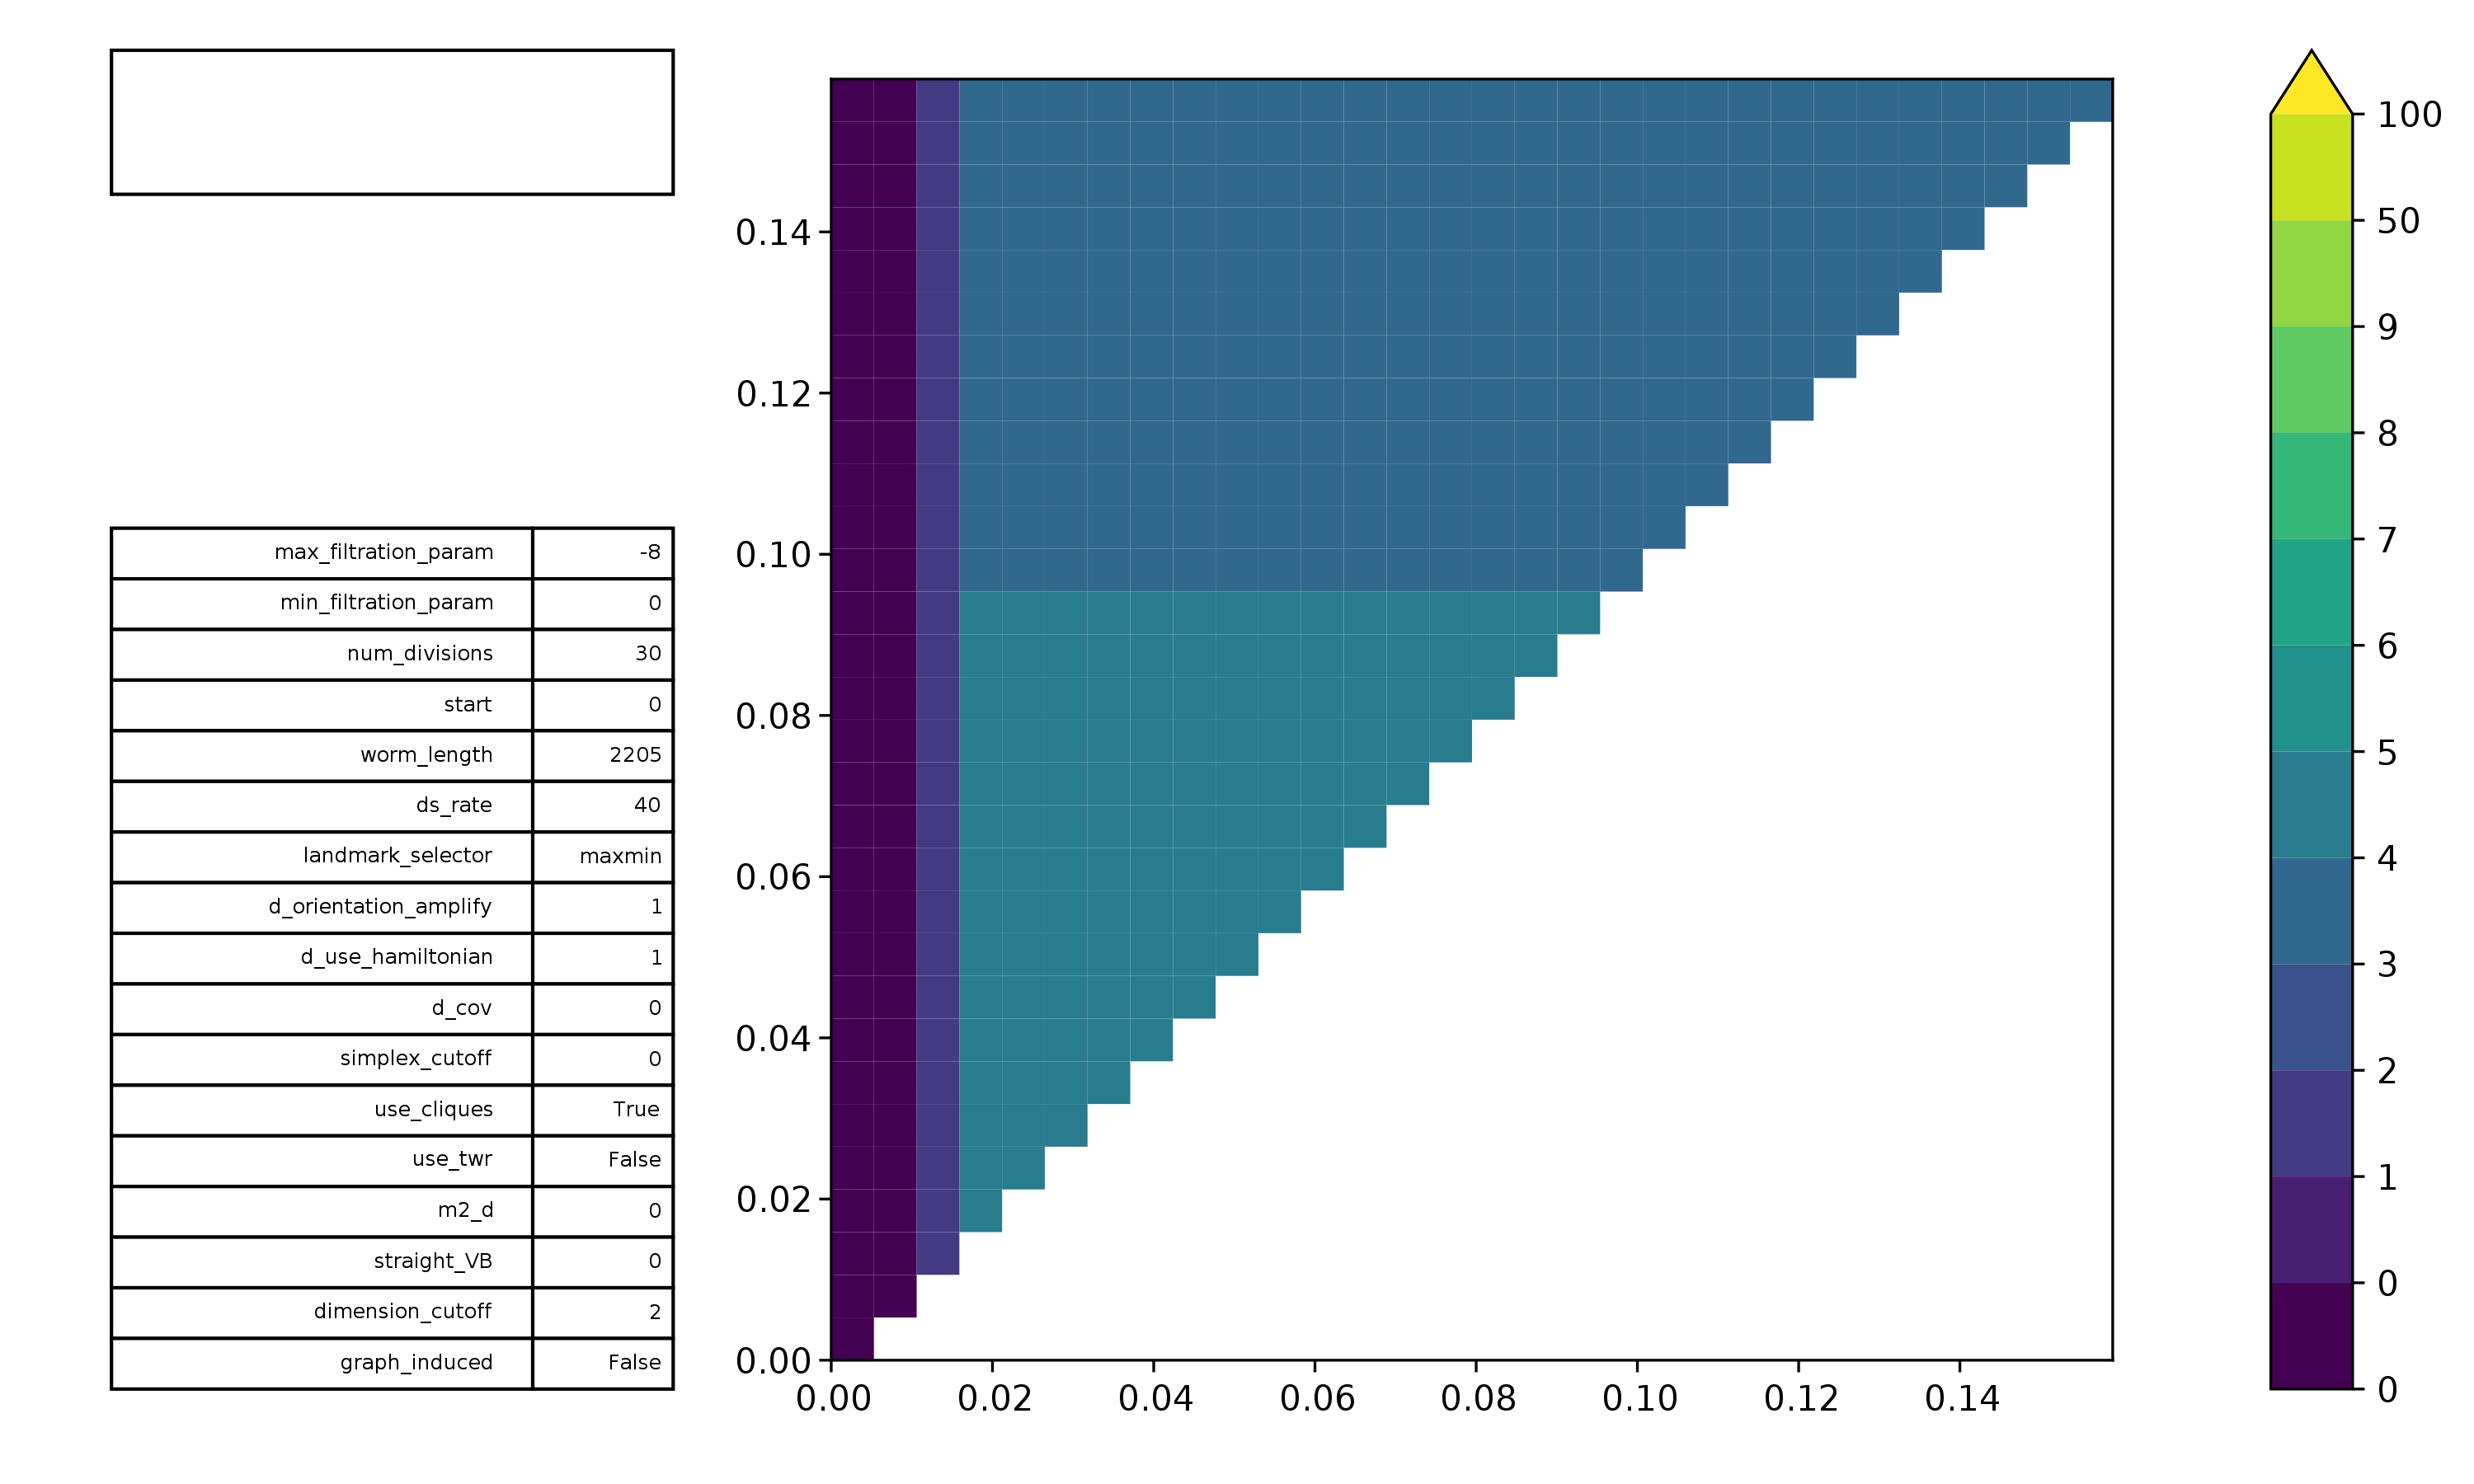 max_filtration_param -8
min_filtration_param 0
num_divisions 30
start 0
worm_length 2205
ds_rate 40
landmark_selector maxmin
d_orientation_amplify 1
d_use_hamiltonian 1
d_cov 0
simplex_cutoff 0
use_cliques True
use_twr False
m2_d 0
straight_VB 0
dimension_cutoff 2
graph_induced False
0.14
0.12
0.10
0.08
0.06
0.04
0.02
0.00
0.00 0.02 0.04 0.06 0.08 0.10 0.12 0.14
100
50
9
8
7
6
5
4
3
2
1
0
0